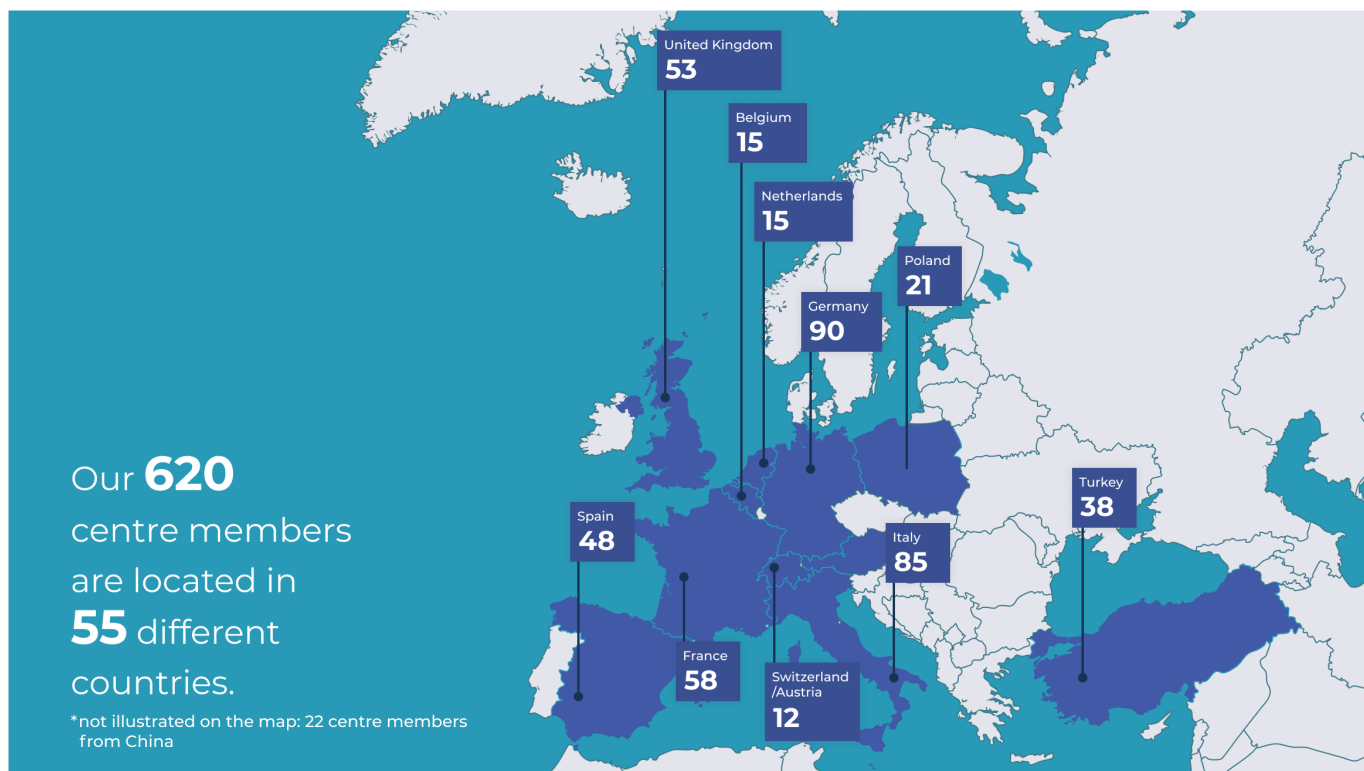 United Kingdom
53
Belgium
15
Netherlands
15
Poland
21
Germany
90
Our 620
centre members
are located in
55 different
countries.
*not illustrated on the map: 22 centre members
from China
Spain
48
France
58
Switzerland
/Austria
12
Italy
85
Turkey
38